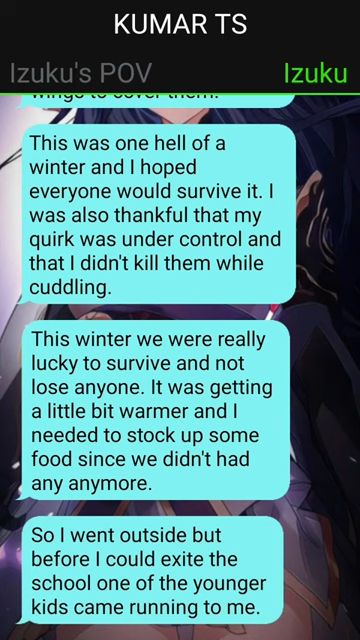 KUMAR TS
Izuku's POV
Izuku
wings to cover them.
This was one hell of a
winter and I hoped
everyone would survive it. I
was also thankful that my
quirk was under control and
that I didn't kill them while
cuddling.
This winter we were really
lucky to survive and not
lose anyone. It was getting
a little bit warmer and I
needed to stock up some
food since we didn't had
any anymore.
So I went outside but
before I could exite the
school one of the younger
kids came running to me.